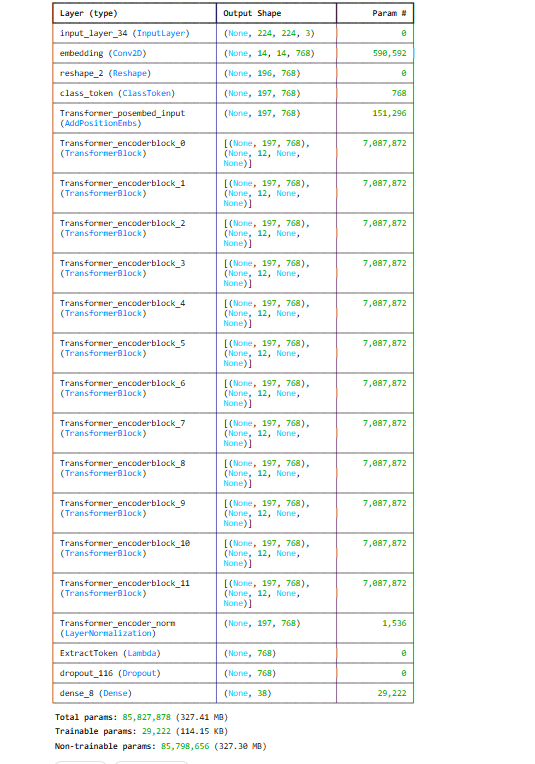 Layer (type) Output Shape Param #
input_layer_34 (InputLayer) (None, 224, 224, 3) 0
embedding (Conv2D) (None, 14, 14, 768) 590,592
reshape_2 (Reshape) (None, 196, 768) 0
class_token (ClassToken) (None, 197, 768) 768
Transformer_posembed_input (None, 197, 768) 151,296
(AddPositionEmbs)
Transformer_encoderblock_0 [(None, 197, 768), 7,087,872
(TransformerBlock) (None, 12, None,
None)]
Transformer_encoderblock_1 [(None, 197, 768), 7,087,872
(TransformerBlock) (None, 12, None,
None)]
Transformer_encoderblock_2 [(None, 197, 768), 7,087,872
(TransformerBlock) (None, 12, None,
None)]
Transformer_encoderblock_3 [(None, 197, 768), 7,087,872
(TransformerBlock) (None, 12, None,
None)]
Transformer_encoderblock_4 [(None, 197, 768), 7,087,872
(TransformerBlock) (None, 12, None,
None)]
Transformer_encoderblock_5 [(None, 197, 768), 7,087,872
(TransformerBlock) (None, 12, None,
None)]
Transformer_encoderblock_6 [(None, 197, 768), 7,087,872
(TransformerBlock) (None, 12, None,
None)]
Transformer_encoderblock_7 [(None, 197, 768), 7,087,872
(TransformerBlock) (None, 12, None,
None)]
Transformer_encoderblock_8 [(None, 197, 768), 7,087,872
(TransformerBlock) (None, 12, None,
None)]
Transformer_encoderblock_9 [(None, 197, 768), 7,087,872
(TransformerBlock) (None, 12, None,
None)]
Transformer_encoderblock_10 [(None, 197, 768), 7,087,872
(TransformerBlock) (None, 12, None,
None)]
Transformer_encoderblock_11 [(None, 197, 768), 7,087,872
(TransformerBlock) (None, 12, None,
None)]
Transformer_encoder_norm (None, 197, 768) 1,536
(LayerNormalization)
ExtractToken (Lambda) (None, 768) 0
dropout_116 (Dropout) (None, 768) 0
dense_8 (Dense) (None, 38) 29,222
Total params: 85,827,878 (327.41 MB)
Trainable params: 29,222 (114.15 KB)
Non-trainable params: 85,798,656 (327.30 MB)